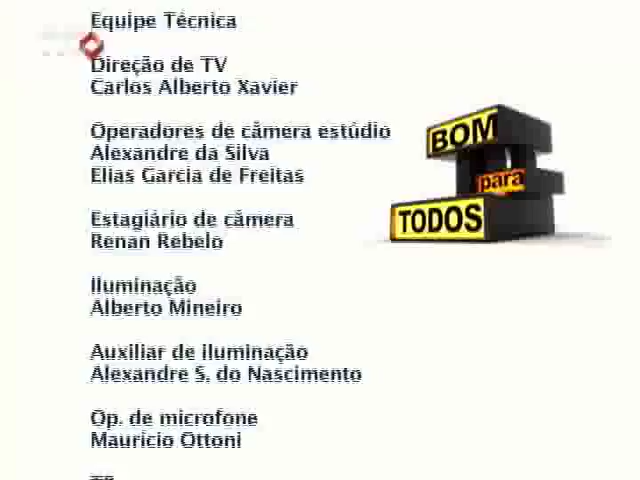 Equipe Técnica
Direção de TV
Carlos Alberto Xavier
Operadores de câmera estúdio
Alexandre da Silva
Elias Garcia de Freitas
Estagiário de câmera
Renan Rebelo
Iluminação
Alberto Mineiro
Auxiliar de iluminação
Alexandre S. do Nascimento
Op. de microfone
Mauricio Ottoni
BOM
para
TODOS